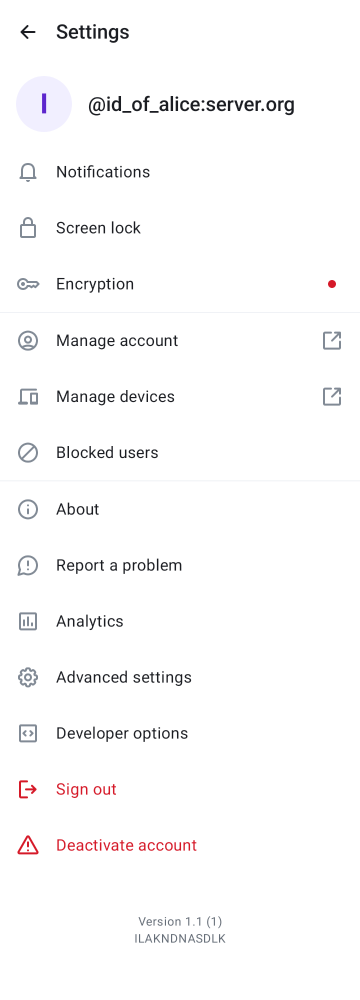 Settings
I
@id_of_alice:server.org
Notifications
Screen lock
Encryption
Manage account
Manage devices
Blocked users
About
Report a problem
Analytics
Advanced settings
Developer options
Sign out
Deactivate account
Version 1.1 (1)
ILAKNDNASDLK